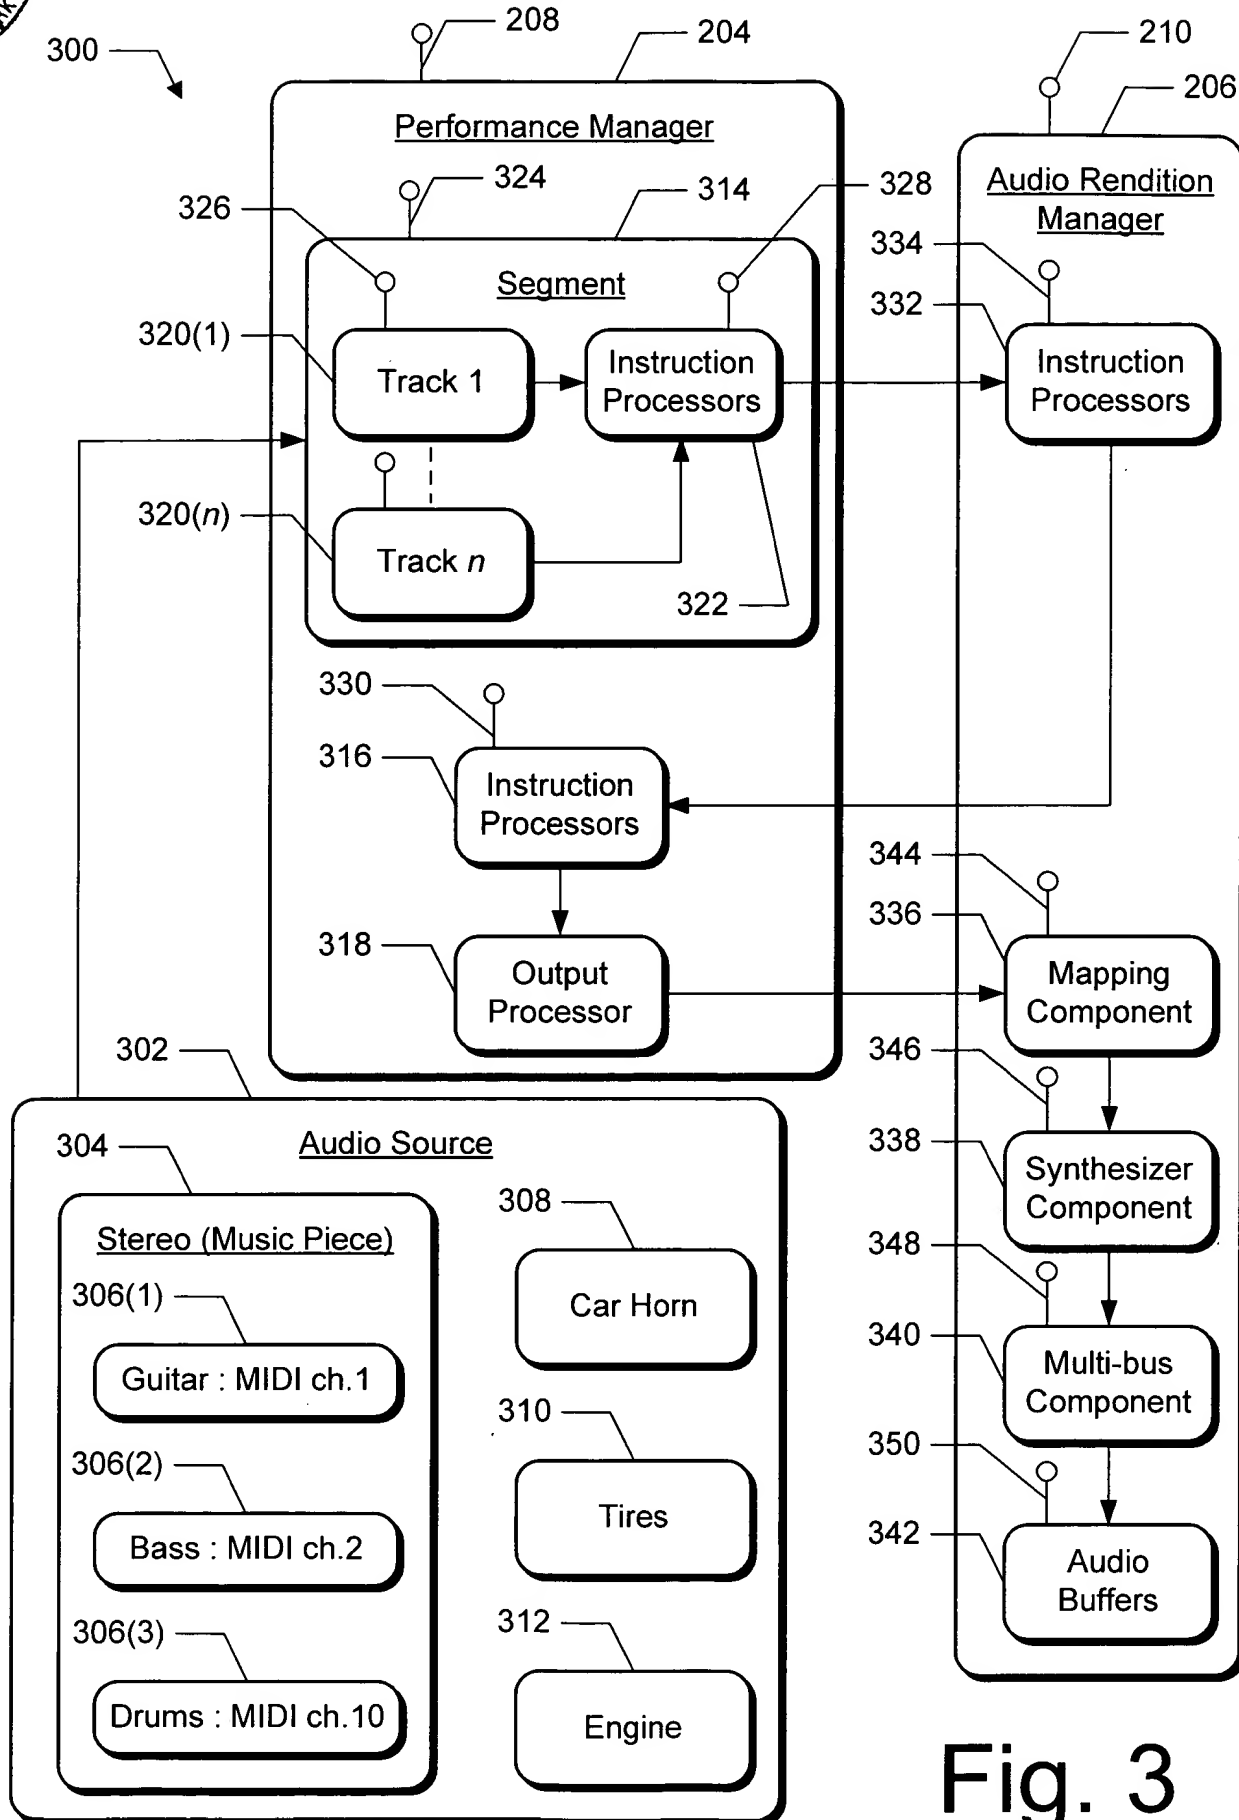 208
204
210
300
206
Performance Manager
Audio Rendition
Manager
324
314
328
326
334
Segment
332
320(1)
Track 1
Instruction
Processors
Instruction
Processors
320(n)
Track n
322
330
316
Instruction
Processors
344
336
318
Output
Processor
Mapping
Component
302
346
304
Audio Source
338
Synthesizer
Component
308
Stereo (Music Piece)
348
306(1)
Car Horn
340
Guitar : MIDI ch.1
Multi-bus
Component
310
350
306(2)
Tires
342
Bass : MIDI ch.2
Audio
Buffers
306(3)
312
Drums : MIDI ch.10
Engine
Fig. 3